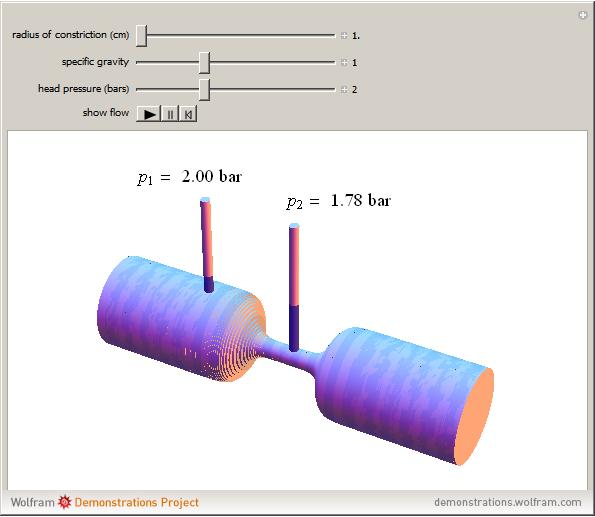 radius of constriction (cm) 1.
specific gravity 1
head pressure (bars) 2
show flow
p1 = 2.00 bar
p2 = 1.78 bar
Wolfram Demonstrations Project demonstrations.wolfram.com